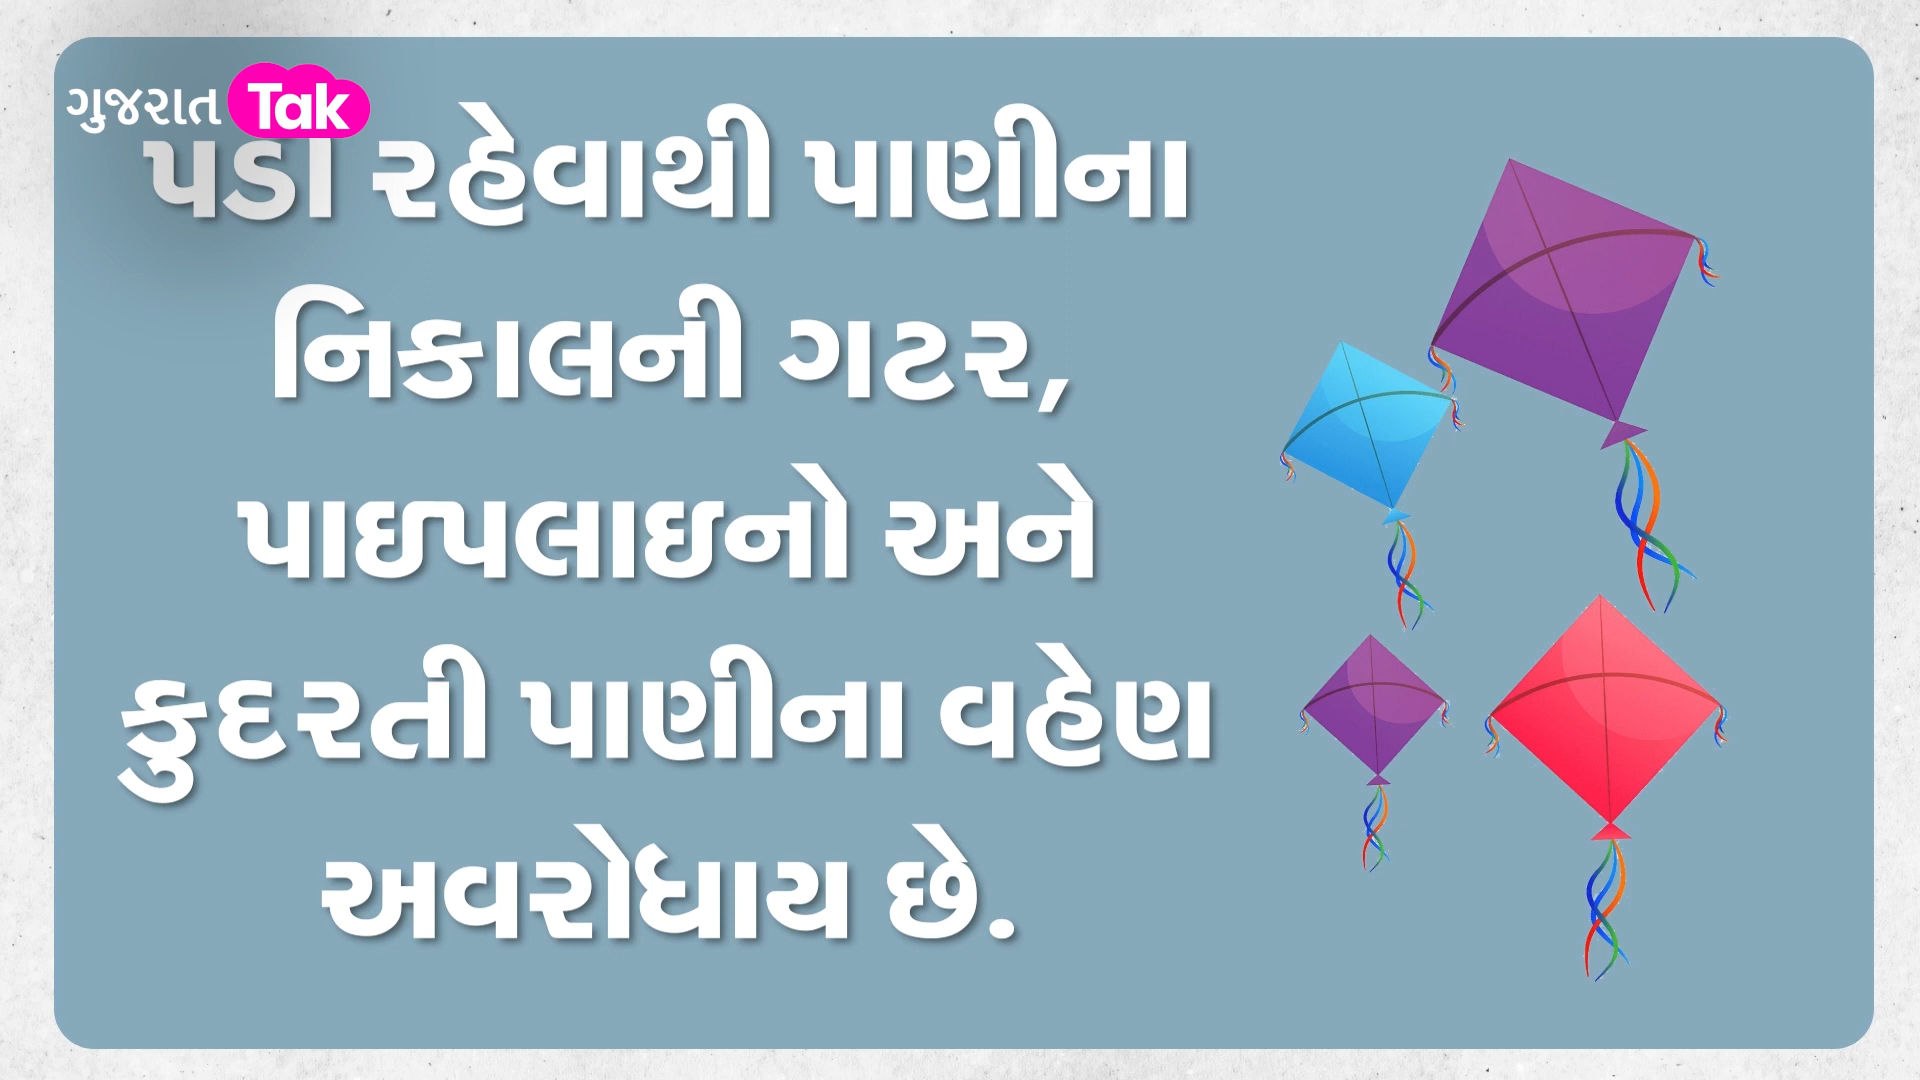 ગુજરાત Tak
પડી રહેવાથી પાણીના
નિકાલની ગટર,
પાઇપલાઇનો અને
કુદરતી પાણીના વહેણ
અવરોધાય છે.